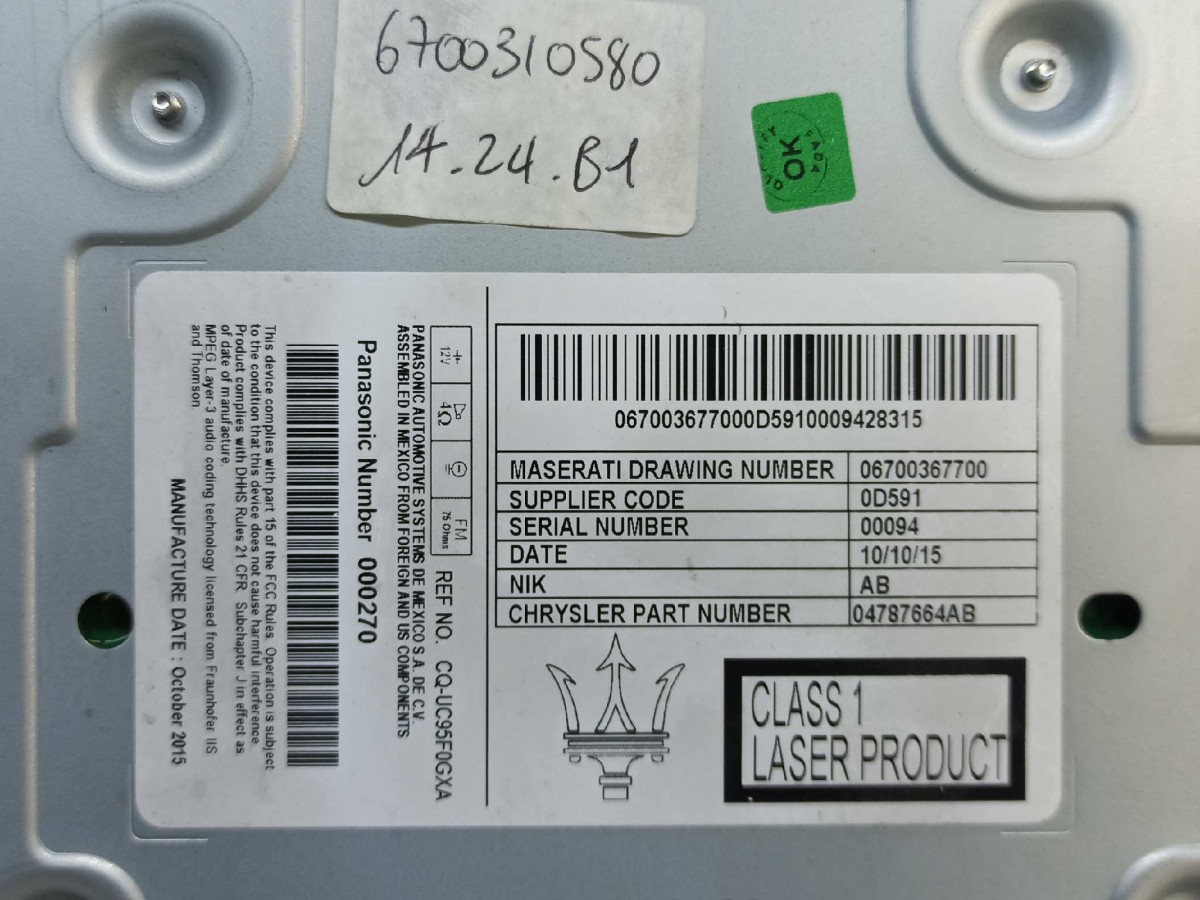 6700310580
14.24.B1
OK
067003677000D5910009428315
MASERATI DRAWING NUMBER 06700367700
SUPPLIER CODE 0D591
SERIAL NUMBER 00094
DATE 10/10/15
NIK AB
CHRYSLER PART NUMBER 04787664AB
CLASS 1
LASER PRODUCT
12V 4Ω FM 75 Ohms REF NO. CQ-UC95F0GXA
PANASONIC AUTOMOTIVE SYSTEMS DE MEXICO S.A. DE C.V.
ASSEMBLED IN MEXICO FROM FOREIGN AND US COMPONENTS
Panasonic Number 000270
This device complies with part 15 of the FCC Rules. Operation is subject
to the condition that this device does not cause harmful interference.
Product complies with DHHS Rules 21 CFR Subchapter J in effect as
of date of manufacture.
MPEG Layer-3 audio coding technology licensed from Fraunhofer IIS
and Thomson.
MANUFACTURE DATE : October 2015